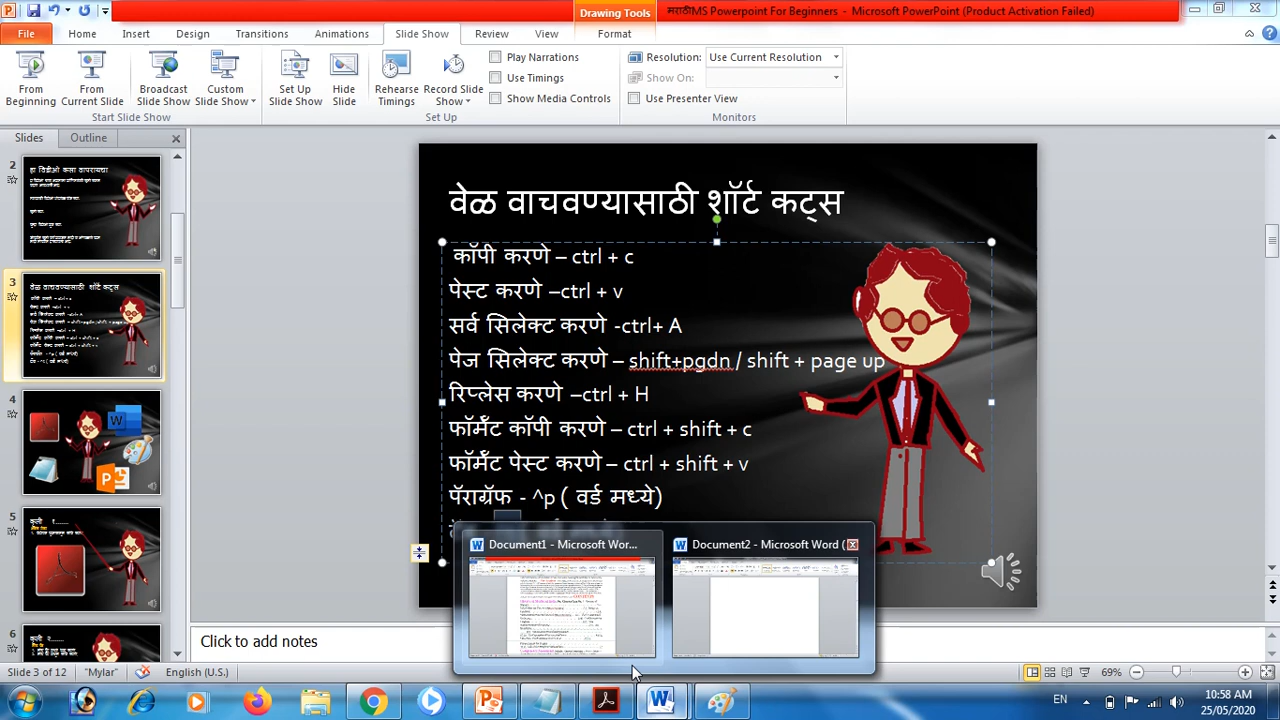 Drawing Tools
मराठीMS Powerpoint For Beginners - Microsoft PowerPoint (Product Activation Failed)
File Home Insert Design Transitions Animations Slide Show Review View Format
From Beginning
From Current Slide
Broadcast Slide Show
Custom Slide Show
Set Up Slide Show
Hide Slide
Rehearse Timings
Record Slide Show
Play Narrations
Use Timings
Show Media Controls
Resolution: Use Current Resolution
Show On:
Use Presenter View
Start Slide Show Set Up Monitors
Slides Outline
2
3
4
5
6
वेळ वाचवण्यासाठी शॉर्ट कट्स
कॉपी करणे – ctrl + c
पेस्ट करणे –ctrl + v
सर्व सिलेक्ट करणे -ctrl+ A
पेज सिलेक्ट करणे – shift+pgdn / shift + page up
रिप्लेस करणे –ctrl + H
फॉर्मॅट कॉपी करणे – ctrl + shift + c
फॉर्मॅट पेस्ट करणे – ctrl + shift + v
पॅराग्रॅफ - ^p ( वर्ड मध्ये)
Document1 - Microsoft Wor...
Document2 - Microsoft Word (
Click to add notes
Slide 3 of 12 "Mylar" English (U.S.) 69%
EN
10:58 AM
25/05/2020